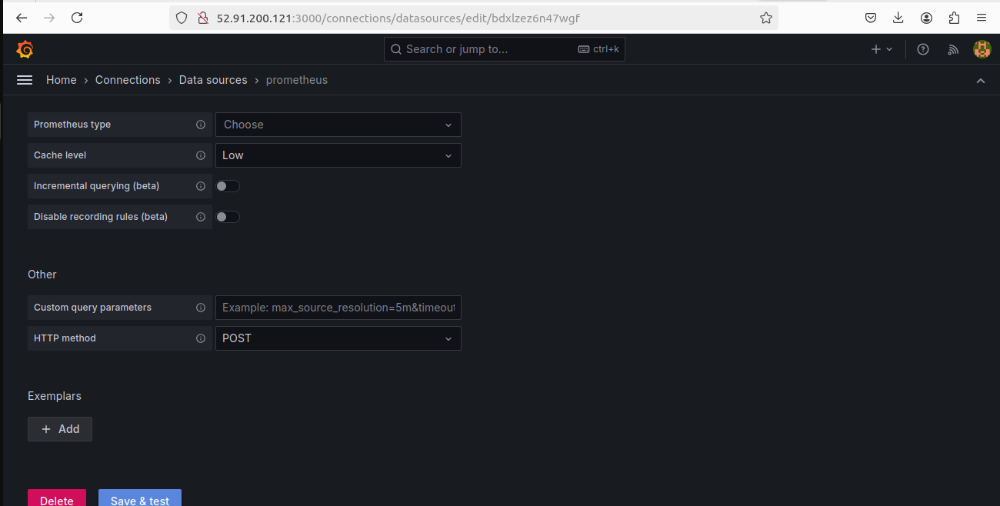 52.91.200.121:3000/connections/datasources/edit/bdxlzez6n47wgf
Search or jump to... ctrl+k
Home › Connections › Data sources › prometheus
Prometheus type Choose
Cache level Low
Incremental querying (beta)
Disable recording rules (beta)
Other
Custom query parameters Example: max_source_resolution=5m&timeout
HTTP method POST
Exemplars
+ Add
Delete Save & test